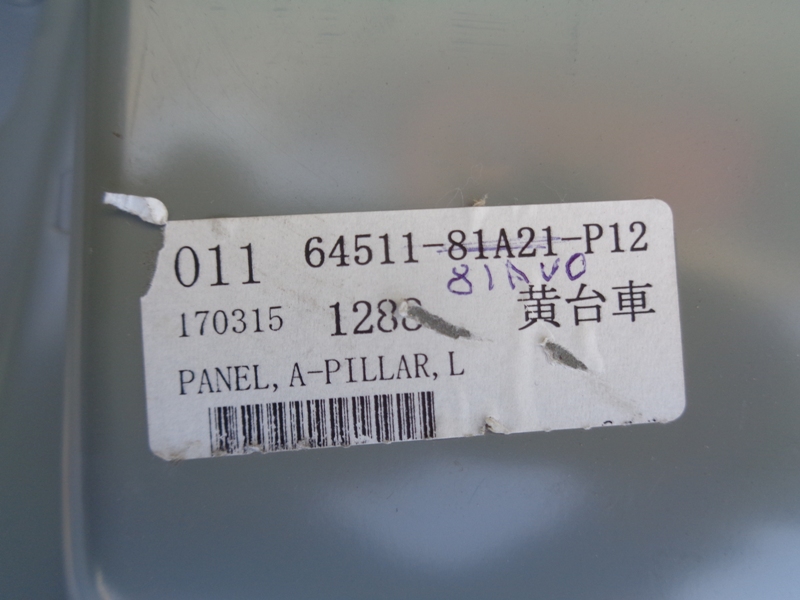 011 64511-81A21-P12
81AV0
170315 1288 黄台車
PANEL, A-PILLAR, L